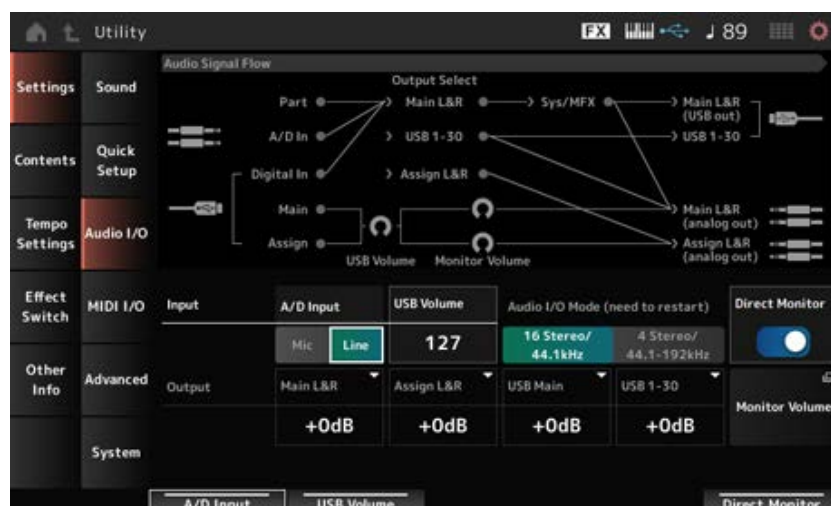 Utility
FX
♩ 89
Settings
Sound
Contents
Quick
Setup
Tempo
Settings
Audio I/O
Effect
Switch
MIDI I/O
Other
Info
Advanced
System
Audio Signal Flow
Output Select
Part
Main L&R
Sys/MFX
Main L&R
(USB out)
A/D In
USB 1-30
USB 1-30
Digital In
Assign L&R
Main
Main L&R
(analog out)
Assign
Assign L&R
(analog out)
USB Volume
Monitor Volume
Input
A/D Input
USB Volume
Audio I/O Mode (need to restart)
Direct Monitor
Mic
Line
127
16 Stereo/
44.1kHz
4 Stereo/
44.1-192kHz
Output
Main L&R
Assign L&R
USB Main
USB 1-30
Monitor Volume
+0dB
+0dB
+0dB
+0dB
A/D Input
USB Volume
Direct Monitor